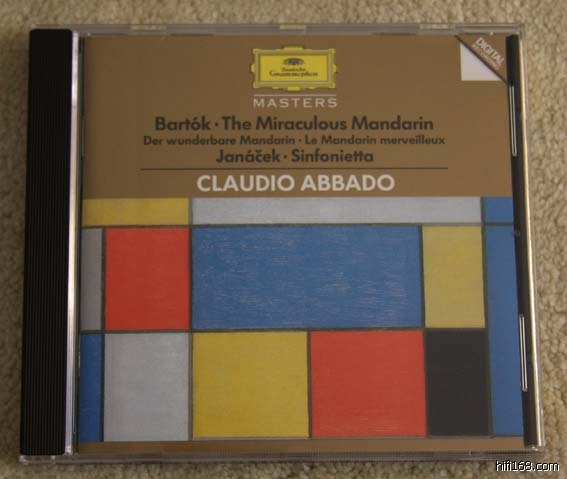 Deutsche
Grammophon
DIGITAL
MASTERS
Bartók · The Miraculous Mandarin
Der wunderbare Mandarin · Le Mandarin merveilleux
Janáček · Sinfonietta
CLAUDIO ABBADO
hifi168.com